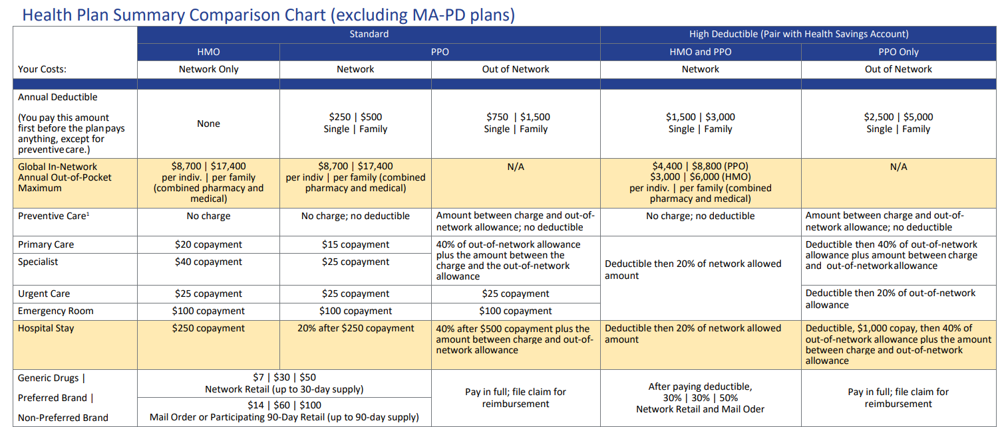 Health Plan Summary Comparison Chart (excluding MA-PD plans)
Standard
High Deductible (Pair with Health Savings Account)
HMO
PPO
HMO and PPO
PPO Only
Your Costs:
Network Only
Network
Out of Network
Network
Out of Network
Annual Deductible
(You pay this amount
first before the plan pays
anything, except for
preventive care.)
None
$250 | $500
Single | Family
$750 | $1,500
Single | Family
$1,500 | $3,000
Single | Family
$2,500 | $5,000
Single | Family
Global In-Network
Annual Out-of-Pocket
Maximum
$8,700 | $17,400
per indiv. | per family
(combined pharmacy and
medical)
$8,700 | $17,400
per indiv | per family (combined
pharmacy and medical)
N/A
$4,400 | $8,800 (PPO)
$3,000 | $6,000 (HMO)
per indiv. | per family (combined
pharmacy and medical)
N/A
Preventive Care¹
No charge
No charge; no deductible
Amount between charge and out-of-
network allowance; no deductible
No charge; no deductible
Amount between charge and out-of-
network allowance; no deductible
Primary Care
$20 copayment
$15 copayment
40% of out-of-network allowance
plus the amount between the
charge and the out-of-network
allowance
Deductible then 20% of network allowed
amount
Deductible then 40% of out-of-network
allowance plus amount between charge
and out-of-network allowance
Specialist
$40 copayment
$25 copayment
Urgent Care
$25 copayment
$25 copayment
$25 copayment
Deductible then 20% of out-of-network
allowance
Emergency Room
$100 copayment
$100 copayment
$100 copayment
Hospital Stay
$250 copayment
20% after $250 copayment
40% after $500 copayment plus the
amount between charge and out-of-
network allowance
Deductible then 20% of network allowed
amount
Deductible, $1,000 copay, then 40% of
out-of-network allowance plus the amount
between charge and out-of-network
allowance
Generic Drugs |
Preferred Brand |
Non-Preferred Brand
$7 | $30 | $50
Network Retail (up to 30-day supply)
$14 | $60 | $100
Mail Order or Participating 90-Day Retail (up to 90-day supply)
Pay in full; file claim for
reimbursement
After paying deductible,
30% | 30% | 50%
Network Retail and Mail Oder
Pay in full; file claim for
reimbursement